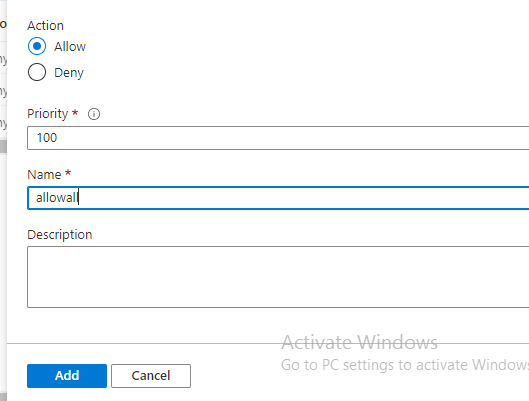 Action
Allow
Deny
Priority *
100
Name *
allowall
Description
Activate Windows
Go to PC settings to activate Windows
Add
Cancel